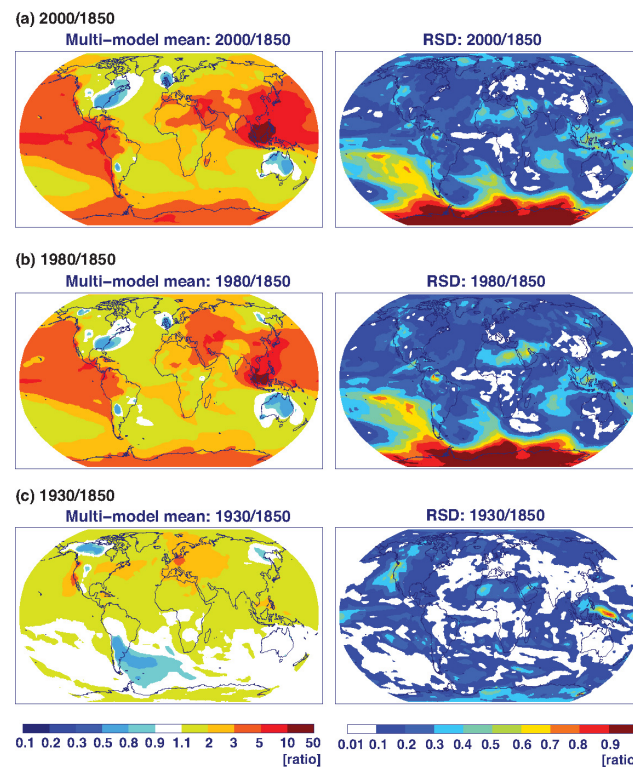 (a) 2000/1850
Multi−model mean: 2000/1850 RSD: 2000/1850
(b) 1980/1850
Multi−model mean: 1980/1850 RSD: 1980/1850
(c) 1930/1850
Multi−model mean: 1930/1850 RSD: 1930/1850
0.1 0.2 0.3 0.5 0.8 0.9 1.1 2 3 5 10 50 0.01 0.1 0.2 0.3 0.4 0.5 0.6 0.7 0.8 0.9
[ratio] [ratio